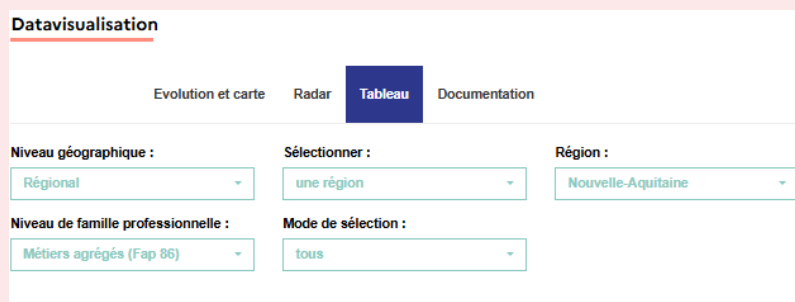 Datavisualisation
Evolution et carte Radar Tableau Documentation
Niveau géographique : Sélectionner : Région :
Régional une région Nouvelle-Aquitaine
Niveau de famille professionnelle : Mode de sélection :
Métiers agrégés (Fap 86) tous